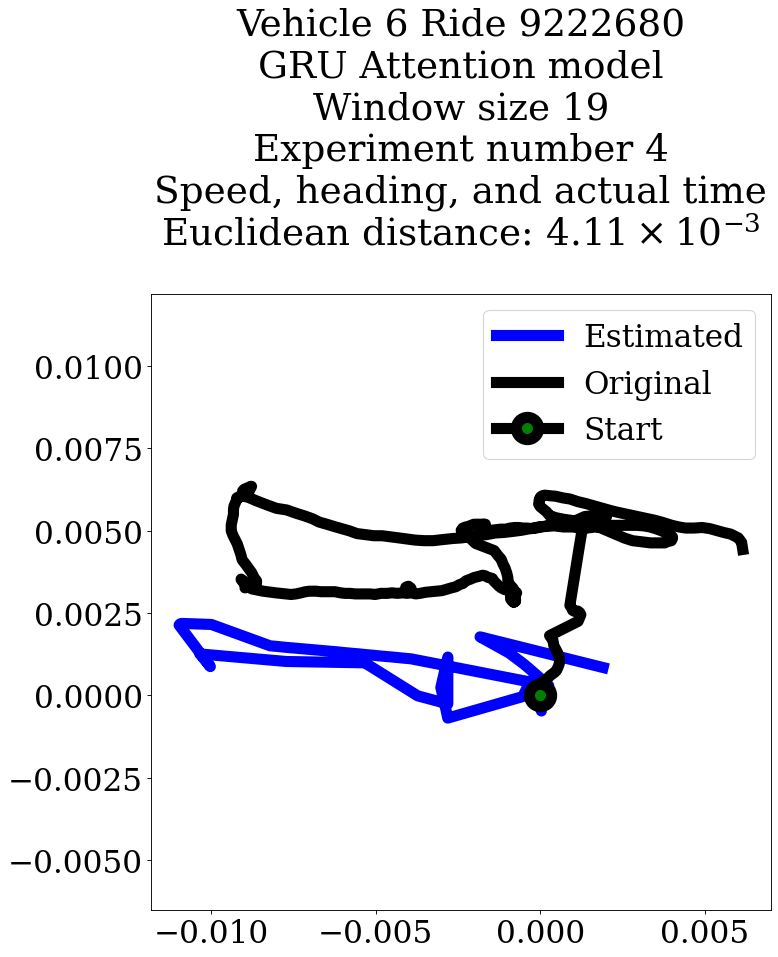 Vehicle 6 Ride 9222680
GRU Attention model
Window size 19
Experiment number 4
Speed, heading, and actual time
Euclidean distance: 4.11 × 10⁻³
Estimated
Original
Start
0.0100
0.0075
0.0050
0.0025
0.0000
−0.0025
−0.0050
−0.010 −0.005 0.000 0.005